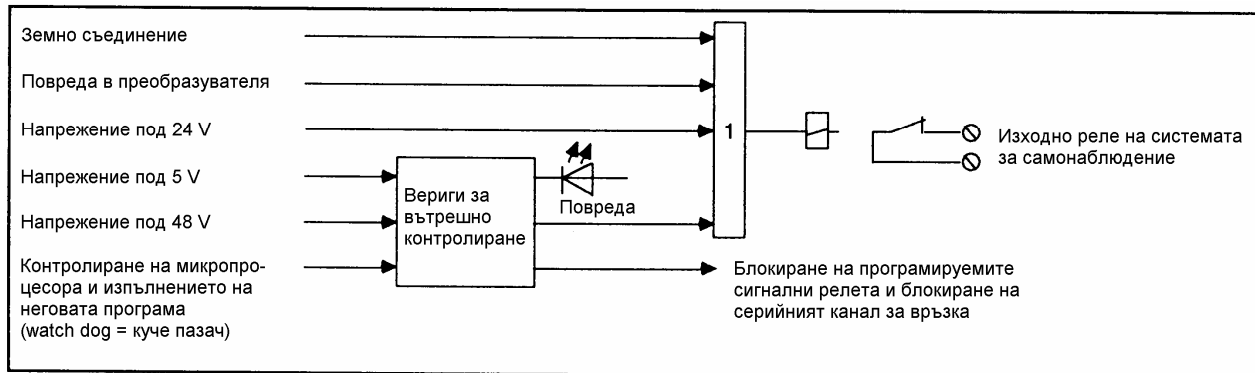 Земно съединение
Повреда в преобразувателя
Напрежение под 24 V
Напрежение под 5 V
Напрежение под 48 V
Контролиране на микропро-
цесора и изпълнението на
неговата програма
(watch dog = куче пазач)
Вериги за
вътрешно
контролиране
Повреда
1
Изходно реле на системата
за самонаблюдение
Блокиране на програмируемите
сигнални релета и блокиране на
серийният канал за връзка